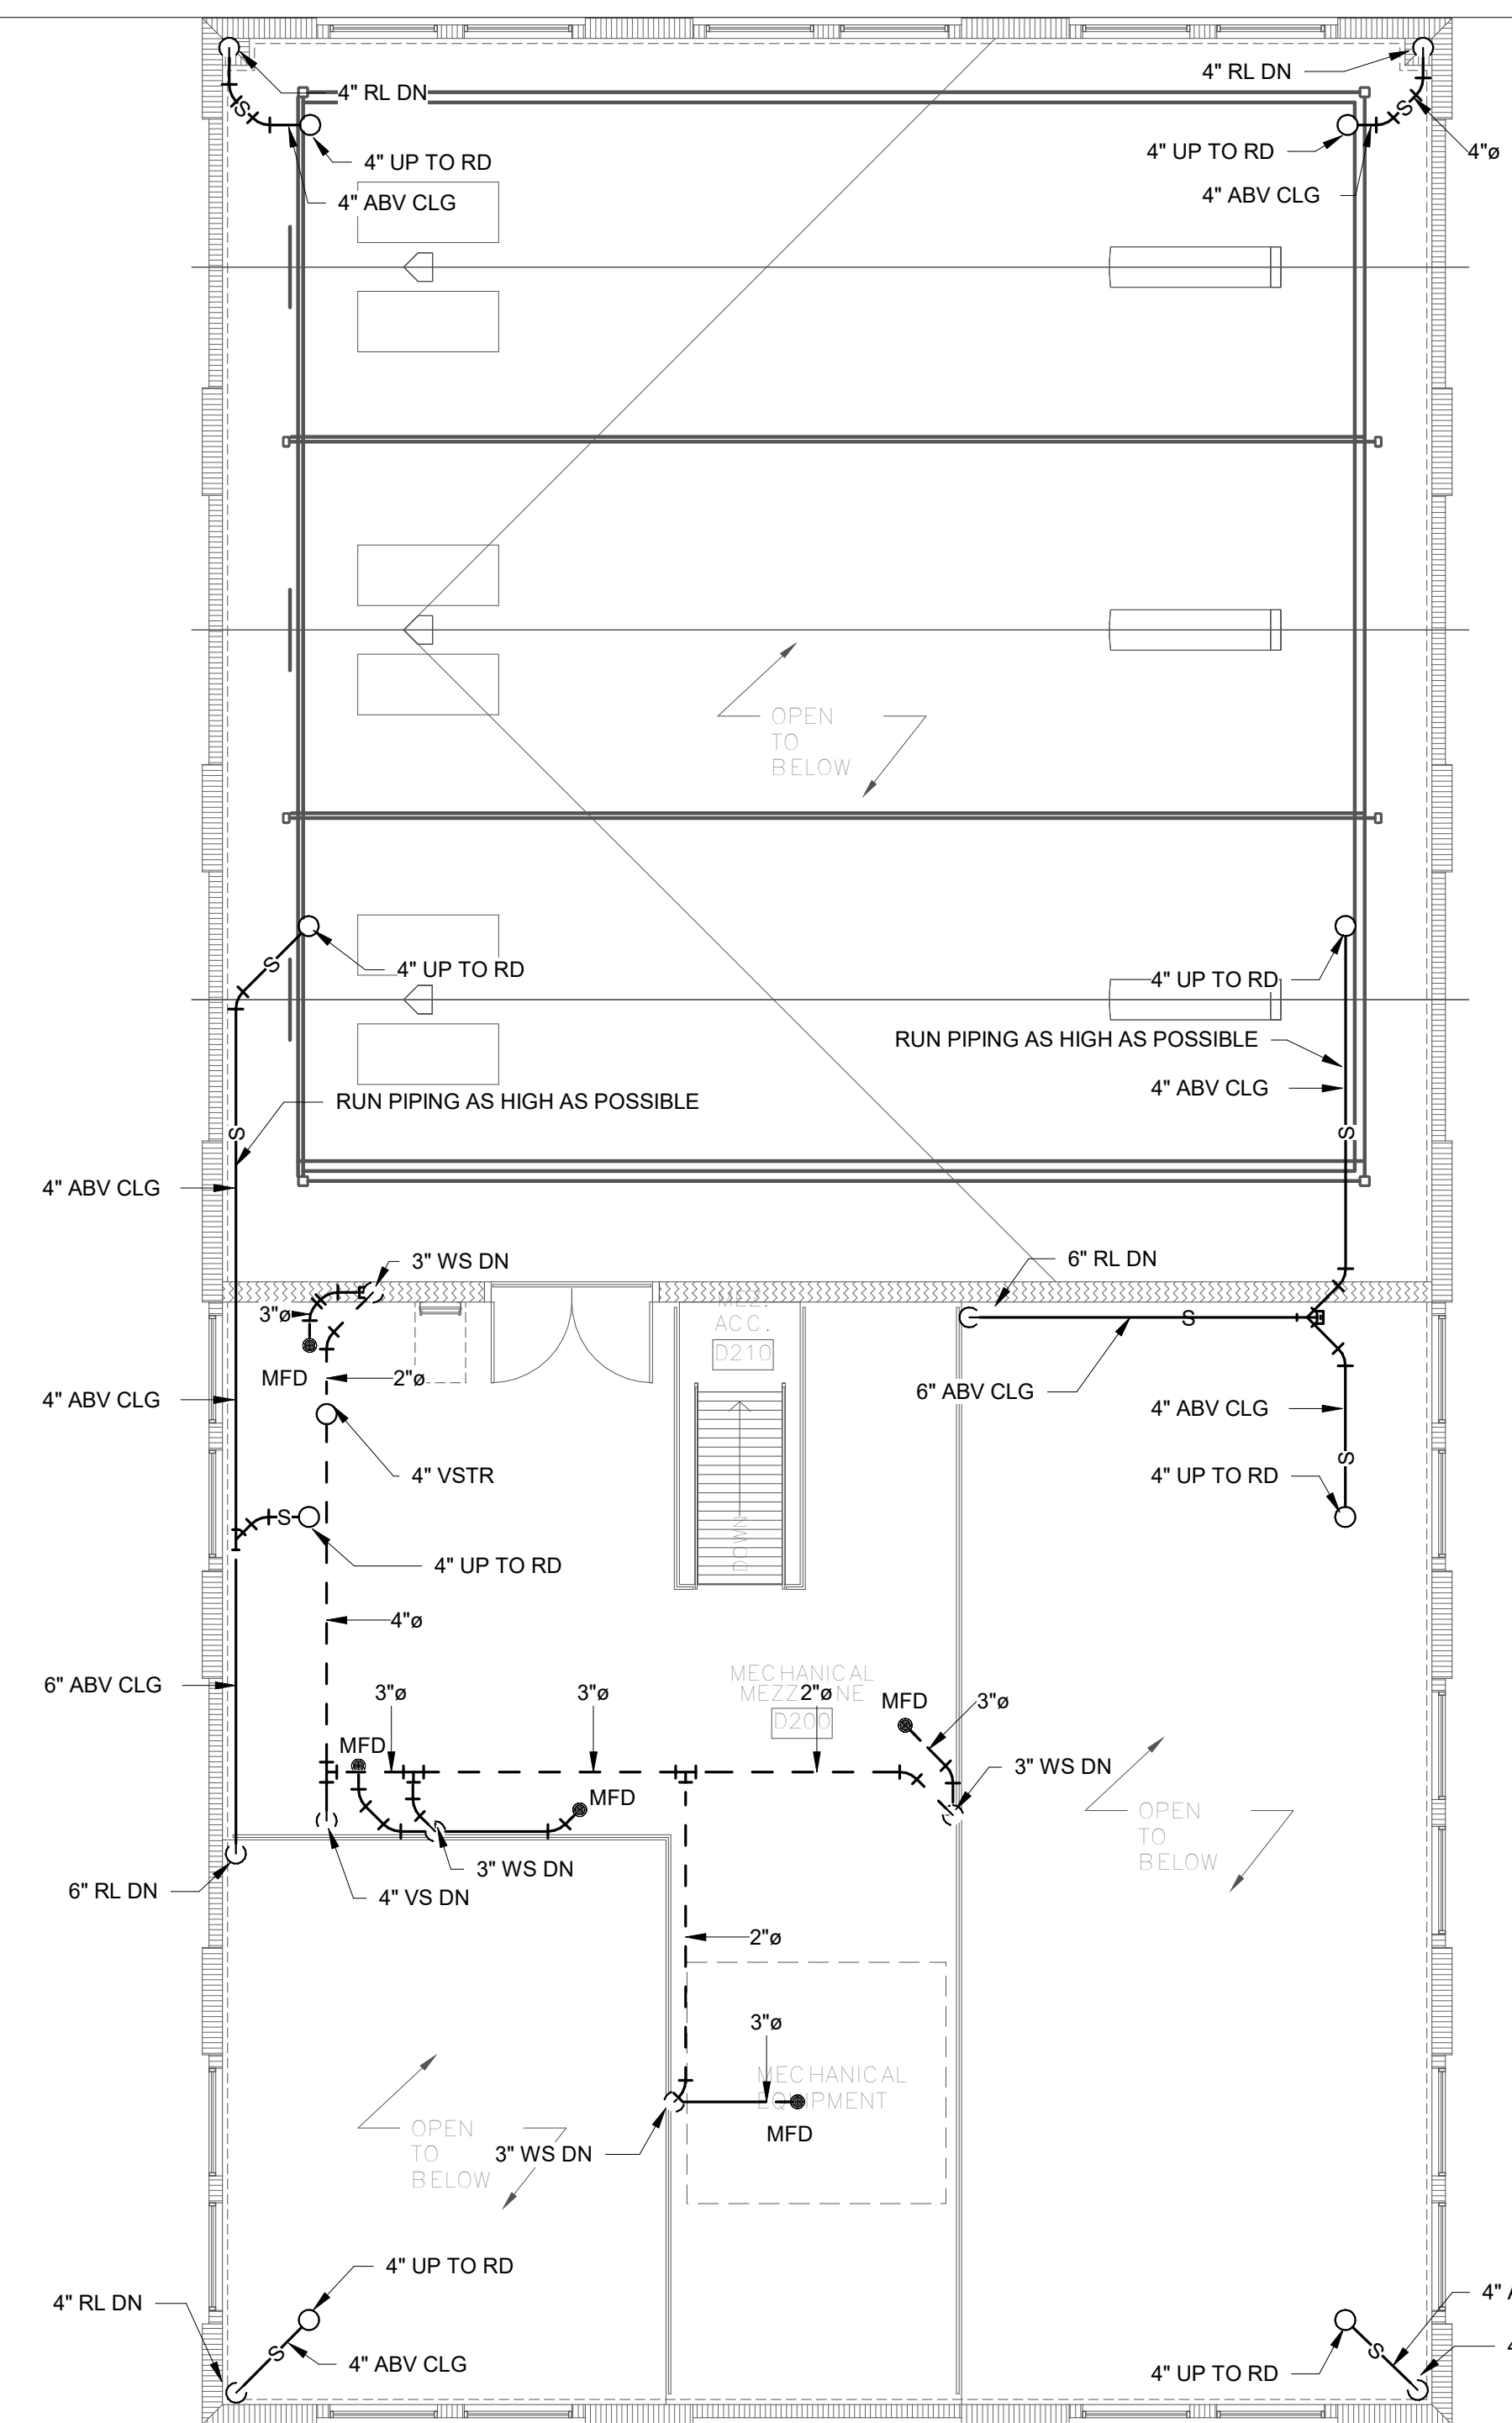 4" RL DN
4" RL DN
4" UP TO RD
4" UP TO RD
4"ø
4" ABV CLG
4" ABV CLG
S
S
OPEN
TO
BELOW
S
4" UP TO RD
4" UP TO RD
RUN PIPING AS HIGH AS POSSIBLE
4" ABV CLG
RUN PIPING AS HIGH AS POSSIBLE
S
S
4" ABV CLG
3" WS DN
6" RL DN
3"ø
MEZ.
ACC.
D210
S
MFD
2"ø
6" ABV CLG
4" ABV CLG
4" ABV CLG
4" VSTR
S
4" UP TO RD
S
DOWN
4" UP TO RD
4"ø
6" ABV CLG
MECHANICAL
MEZZ NE
2"ø
D200
3"ø
3"ø
MFD
3"ø
MFD
MFD
3" WS DN
OPEN
TO
BELOW
3" WS DN
6" RL DN
4" VS DN
2"ø
3"ø
MECHANICAL
EQUIPMENT
MFD
OPEN
TO
BELOW
3" WS DN
4" UP TO RD
4" RL DN
S
4" ABV CLG
4"
S
4" UP TO RD